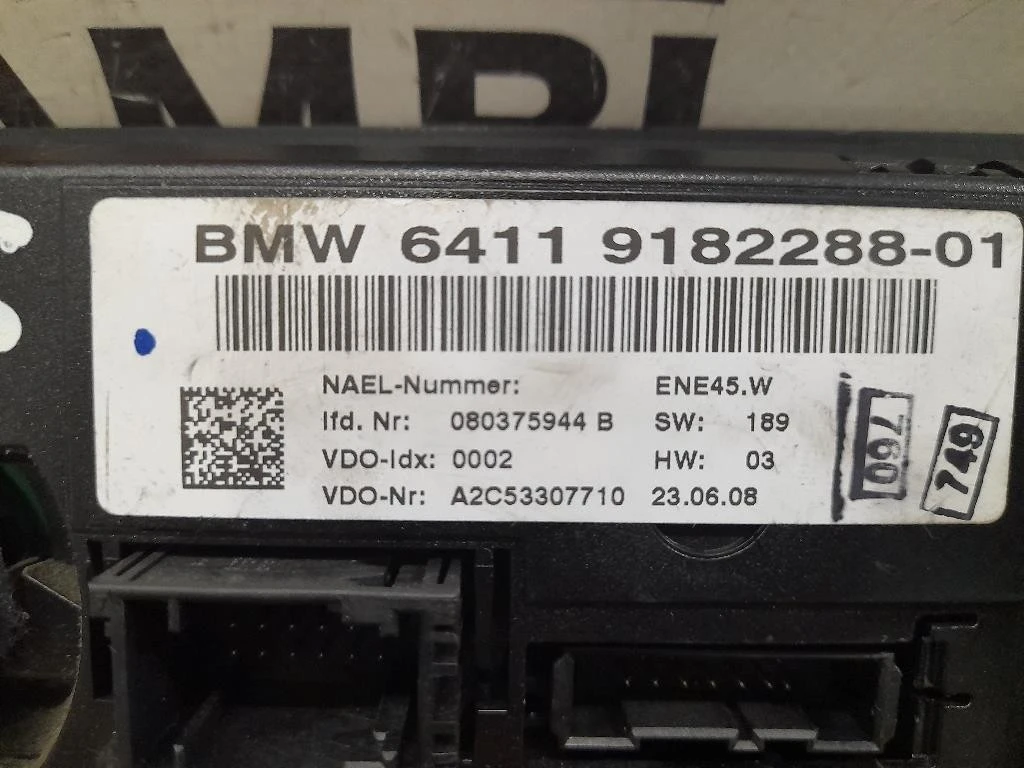 AMBI
BMW 6411 9182288-01
NAEL-Nummer: ENE45.W
lfd. Nr: 080375944 B SW: 189
VDO-Idx: 0002 HW: 03
VDO-Nr: A2C53307710 23.06.08
760
749